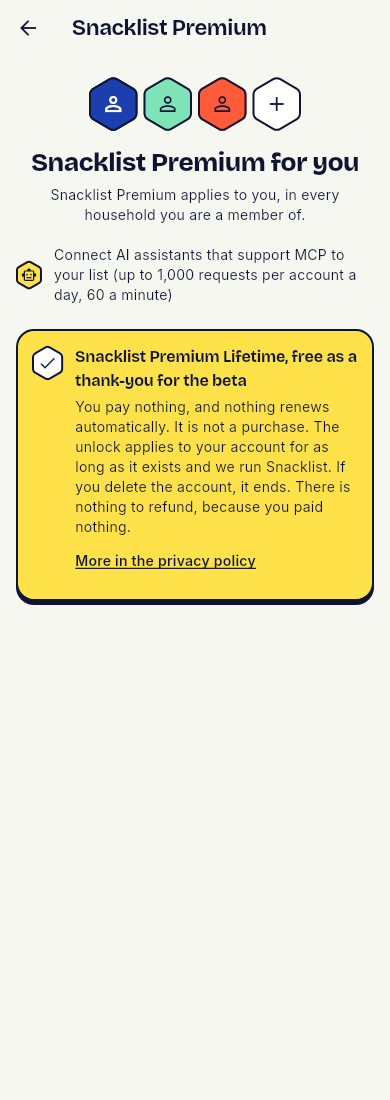 Snacklist Premium
Snacklist Premium for you
Snacklist Premium applies to you, in every
household you are a member of.
Connect AI assistants that support MCP to
your list (up to 1,000 requests per account a
day, 60 a minute)
Snacklist Premium Lifetime, free as a
thank-you for the beta
You pay nothing, and nothing renews
automatically. It is not a purchase. The
unlock applies to your account for as
long as it exists and we run Snacklist. If
you delete the account, it ends. There is
nothing to refund, because you paid
nothing.
More in the privacy policy